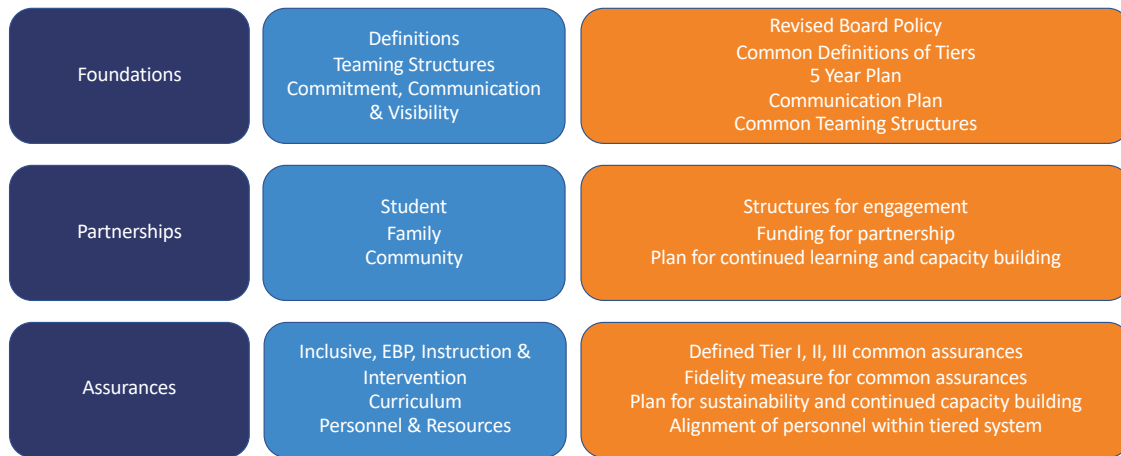 Foundations
Definitions
Teaming Structures
Commitment, Communication
& Visibility
Revised Board Policy
Common Definitions of Tiers
5 Year Plan
Communication Plan
Common Teaming Structures
Partnerships
Student
Family
Community
Structures for engagement
Funding for partnership
Plan for continued learning and capacity building
Assurances
Inclusive, EBP, Instruction &
Intervention
Curriculum
Personnel & Resources
Defined Tier I, II, III common assurances
Fidelity measure for common assurances
Plan for sustainability and continued capacity building
Alignment of personnel within tiered system